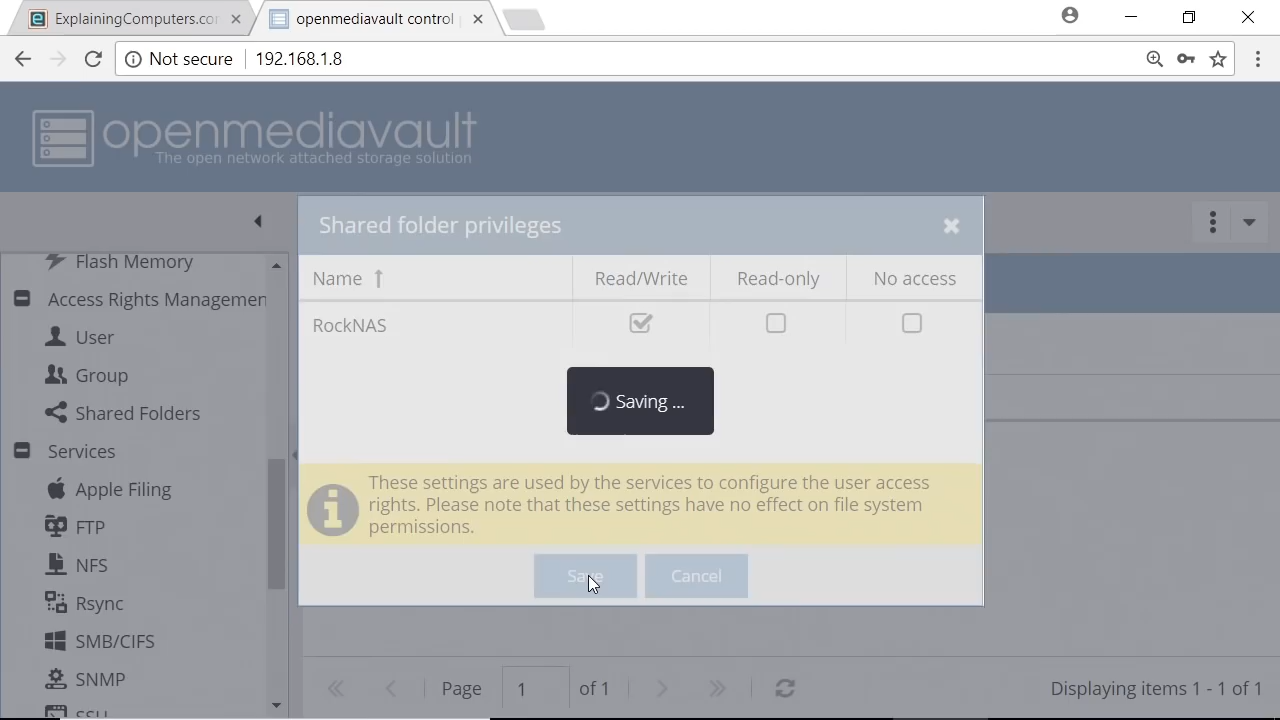 ExplainingComputers.com
openmediavault control
Not secure
192.168.1.8
openmediavault
The open network attached storage solution
Shared folder privileges
Name
Read/Write
Read-only
No access
RockNAS
Saving ...
These settings are used by the services to configure the user access
rights. Please note that these settings have no effect on file system
permissions.
Save
Cancel
Flash Memory
Access Rights Managemen
User
Group
Shared Folders
Services
Apple Filing
FTP
NFS
Rsync
SMB/CIFS
SNMP
SSH
Page
1
of 1
Displaying items 1 - 1 of 1